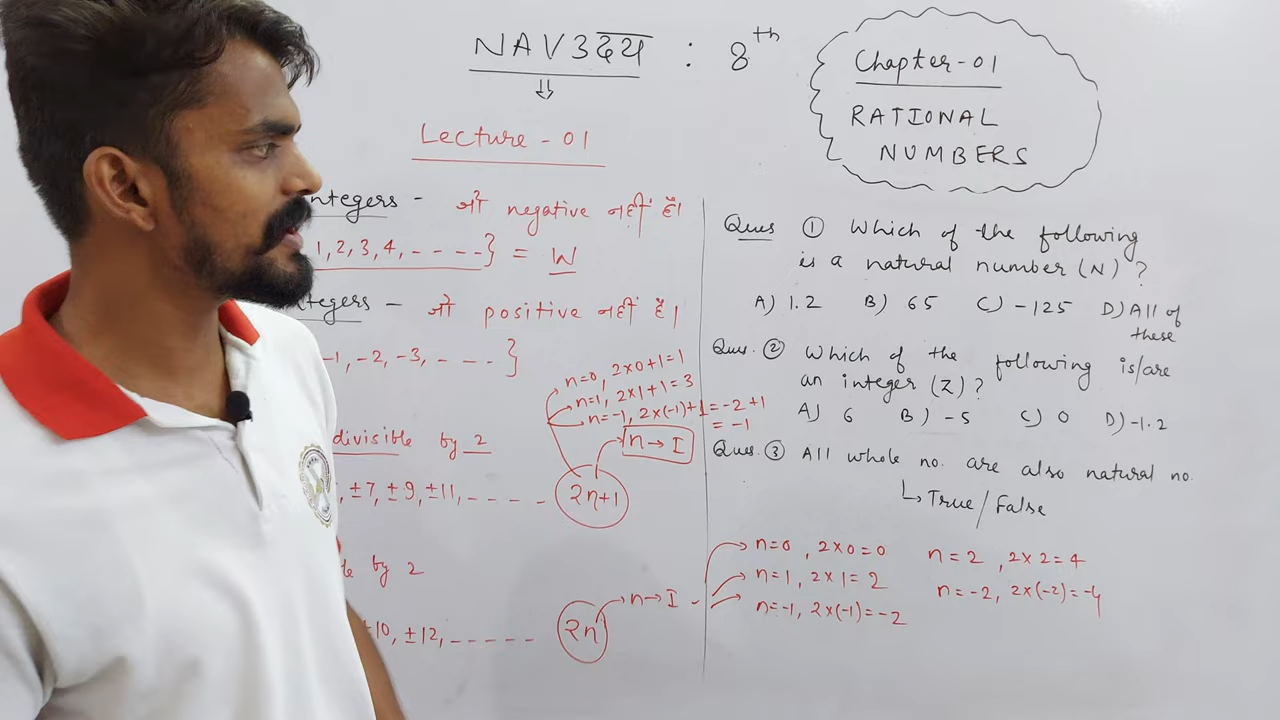 NAV उदय : 8th
⇓
Lecture - 01
Chapter-01
RATIONAL
NUMBERS
ntegers - जो negative नहीं है।
1, 2, 3, 4, - - - -} = W
tegers - जो positive नहीं है।
-1, -2, -3, - - - -}
divisible by 2
, ±7, ±9, ±11, - - - - - 2n+1
n → I
n=0, 2×0+1=1
n=1, 2×1+1=3
n=-1, 2×(-1)+1=-2+1
= -1
by 2
10, ±12, - - - - - - 2n
n → I -
Ques ① Which of the following
is a natural number (N) ?
A) 1.2 B) 65 C) -125 D) All of
these
Ques. ② Which of the following is/are
an integer (Z) ?
A) 6 B) -5 C) 0 D) -1.2
Ques. ③ All whole no. are also natural no.
↳ True/False
n=0, 2×0=0 n=2, 2×2=4
n=1, 2×1=2 n=-2, 2×(-2)=-4
n=-1, 2×(-1)=-2